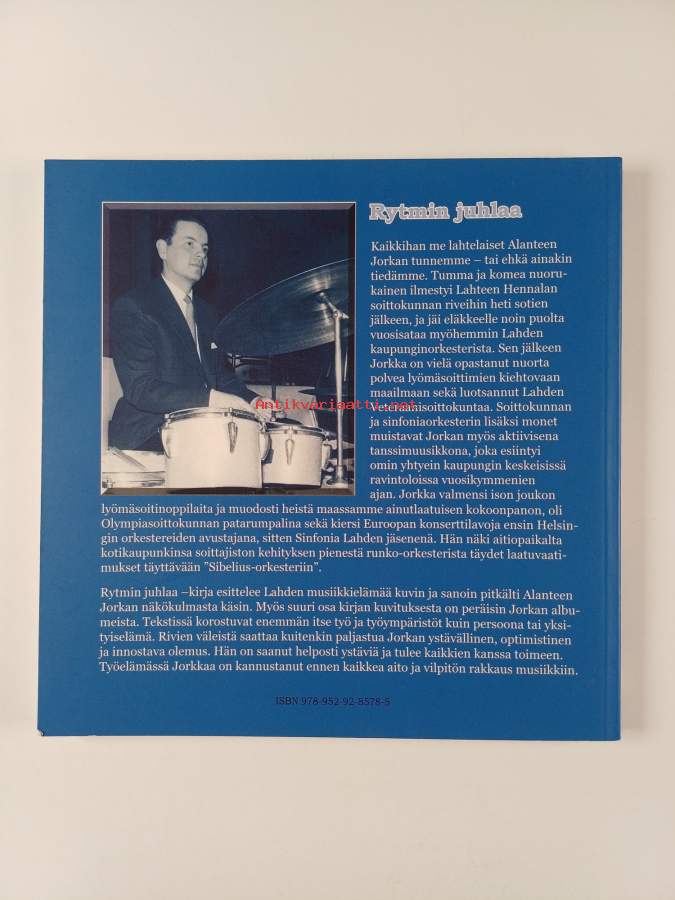 Rytmin juhlaa
Kaikkihan me lahtelaiset Alanteen
Jorkan tunnemme – tai ehkä ainakin
tiedämme. Tumma ja komea nuoru-
kainen ilmestyi Lahteen Hennalan
soittokunnan riveihin heti sotien
jälkeen, ja jäi eläkkeelle noin puolta
vuosisataa myöhemmin Lahden
kaupunginorkesterista. Sen jälkeen
Jorkka on vielä opastanut nuorta
polvea lyömäsoittimien kiehtovaan
maailmaan sekä luotsannut Lahden
Antikvariaatti.net
veteraanisoittokuntaa. Soittokunnan
ja sinfoniaorkesterin lisäksi monet
muistavat Jorkan myös aktiivisena
tanssimuusikkona, joka esiintyi
omin yhtyein kaupungin keskeisissä
ravintoloissa vuosikymmenien
ajan. Jorkka valmensi ison joukon
lyömäsoitinoppilaita ja muodosti heistä maassamme ainutlaatuisen kokoonpanon, oli
Olympiasoittokunnan patarumpalina sekä kiersi Euroopan konserttilavoja ensin Helsin-
gin orkestereiden avustajana, sitten Sinfonia Lahden jäsenenä. Hän näki aitiopaikalta
kotikaupunkinsa soittajiston kehityksen pienestä runko-orkesterista täydet laatuvaati-
mukset täyttävään "Sibelius-orkesteriin".
Rytmin juhlaa –kirja esittelee Lahden musiikkielämää kuvin ja sanoin pitkälti Alanteen
Jorkan näkökulmasta käsin. Myös suuri osa kirjan kuvituksesta on peräisin Jorkan albu-
meista. Tekstissä korostuvat enemmän itse työ ja työympäristöt kuin persoona tai yksi-
tyiselämä. Rivien väleistä saattaa kuitenkin paljastua Jorkan ystävällinen, optimistinen
ja innostava olemus. Hän on saanut helposti ystäviä ja tulee kaikkien kanssa toimeen.
Työelämässä Jorkkaa on kannustanut ennen kaikkea aito ja vilpitön rakkaus musiikkiin.
ISBN 978-952-92-8578-5